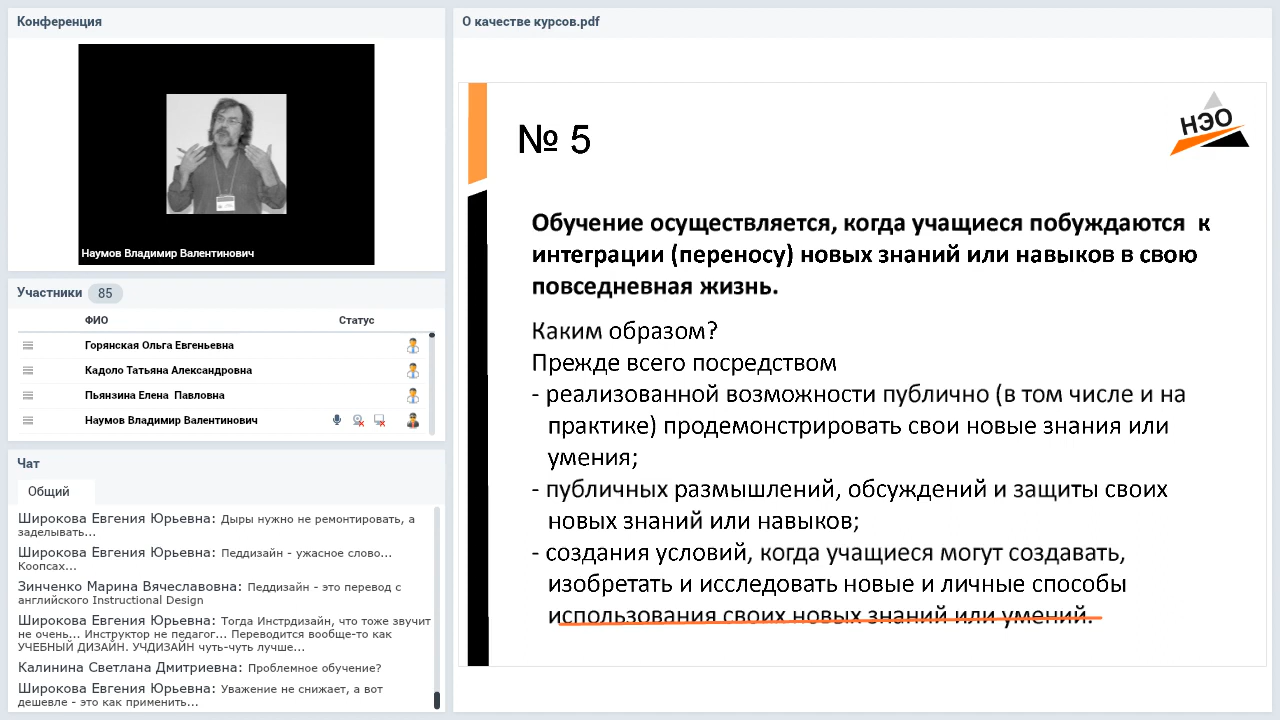 Конференция
Наумов Владимир Валентинович
Участники 85
ФИО Статус
Горянская Ольга Евгеньевна
Кадоло Татьяна Александровна
Пьянзина Елена Павловна
Наумов Владимир Валентинович
Чат
Общий
Широкова Евгения Юрьевна: Дыры нужно не ремонтировать, а
заделывать...
Широкова Евгения Юрьевна: Педдизайн - ужасное слово...
Коопсах...
Зинченко Марина Вячеславовна: Педдизайн - это перевод с
английского Instructional Design
Широкова Евгения Юрьевна: Тогда Инстрдизайн, что тоже звучит
не очень... Инструктор не педагог... Переводится вообще-то как
УЧЕБНЫЙ ДИЗАЙН. УЧДИЗАЙН чуть-чуть лучше...
Калинина Светлана Дмитриевна: Проблемное обучение?
Широкова Евгения Юрьевна: Уважение не снижает, а вот
дешевле - это как применить...
О качестве курсов.pdf
НЭО
№ 5
Обучение осуществляется, когда учащиеся побуждаются к
интеграции (переносу) новых знаний или навыков в свою
повседневная жизнь.
Каким образом?
Прежде всего посредством
- реализованной возможности публично (в том числе и на
практике) продемонстрировать свои новые знания или
умения;
- публичных размышлений, обсуждений и защиты своих
новых знаний или навыков;
- создания условий, когда учащиеся могут создавать,
изобретать и исследовать новые и личные способы
использования своих новых знаний или умений.